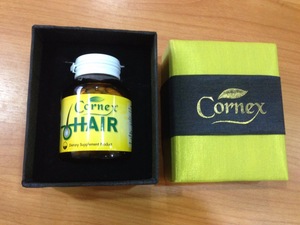 Cornex
HAIR
Dietary Supplement Product
Cornex